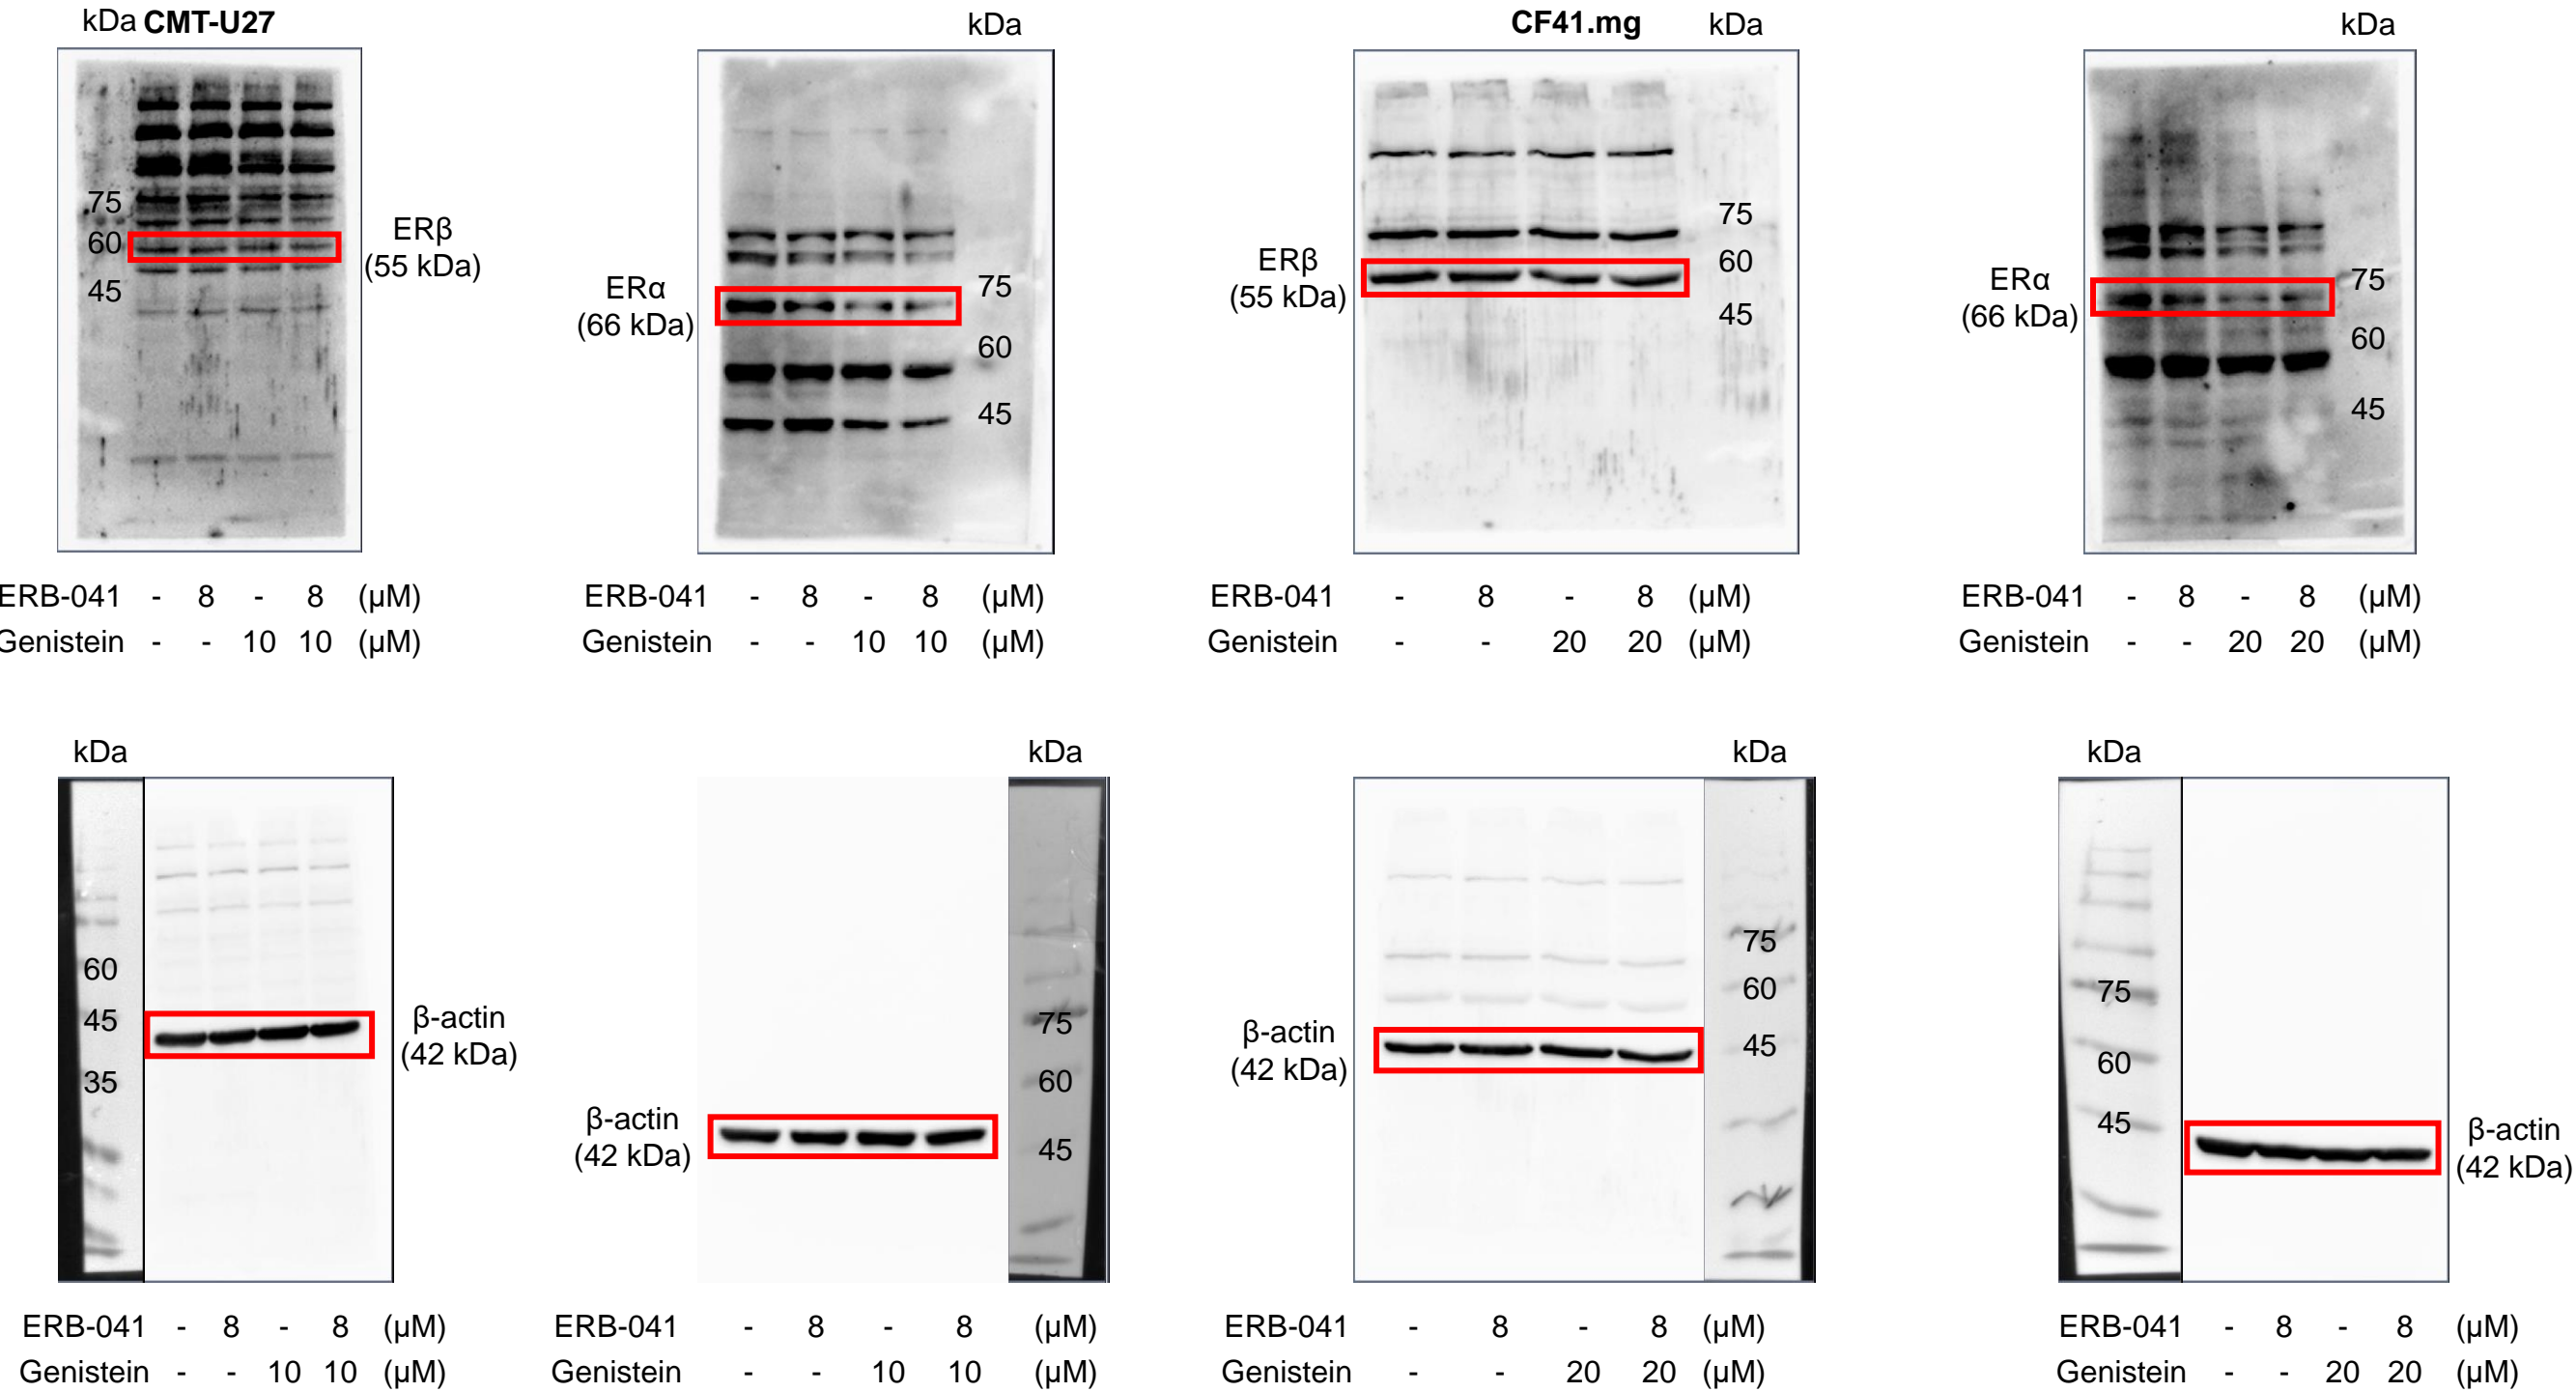 kDa CMT-U27
kDa
CF41.mg kDa
kDa
75
60
45
ERβ
(55 kDa)
ERα
(66 kDa)
75
60
45
ERβ
(55 kDa)
75
60
45
ERα
(66 kDa)
75
60
45
ERB-041 - 8 - 8 (μM)
Genistein - - 10 10 (μM)
ERB-041 - 8 - 8 (μM)
Genistein - - 10 10 (μM)
ERB-041 - 8 - 8 (μM)
Genistein - - 20 20 (μM)
ERB-041 - 8 - 8 (μM)
Genistein - - 20 20 (μM)
kDa
kDa
kDa
kDa
60
45
35
β-actin
(42 kDa)
β-actin
(42 kDa)
75
60
45
β-actin
(42 kDa)
75
60
45
75
60
45
β-actin
(42 kDa)
ERB-041 - 8 - 8 (μM)
Genistein - - 10 10 (μM)
ERB-041 - 8 - 8 (μM)
Genistein - - 10 10 (μM)
ERB-041 - 8 - 8 (μM)
Genistein - - 20 20 (μM)
ERB-041 - 8 - 8 (μM)
Genistein - - 20 20 (μM)